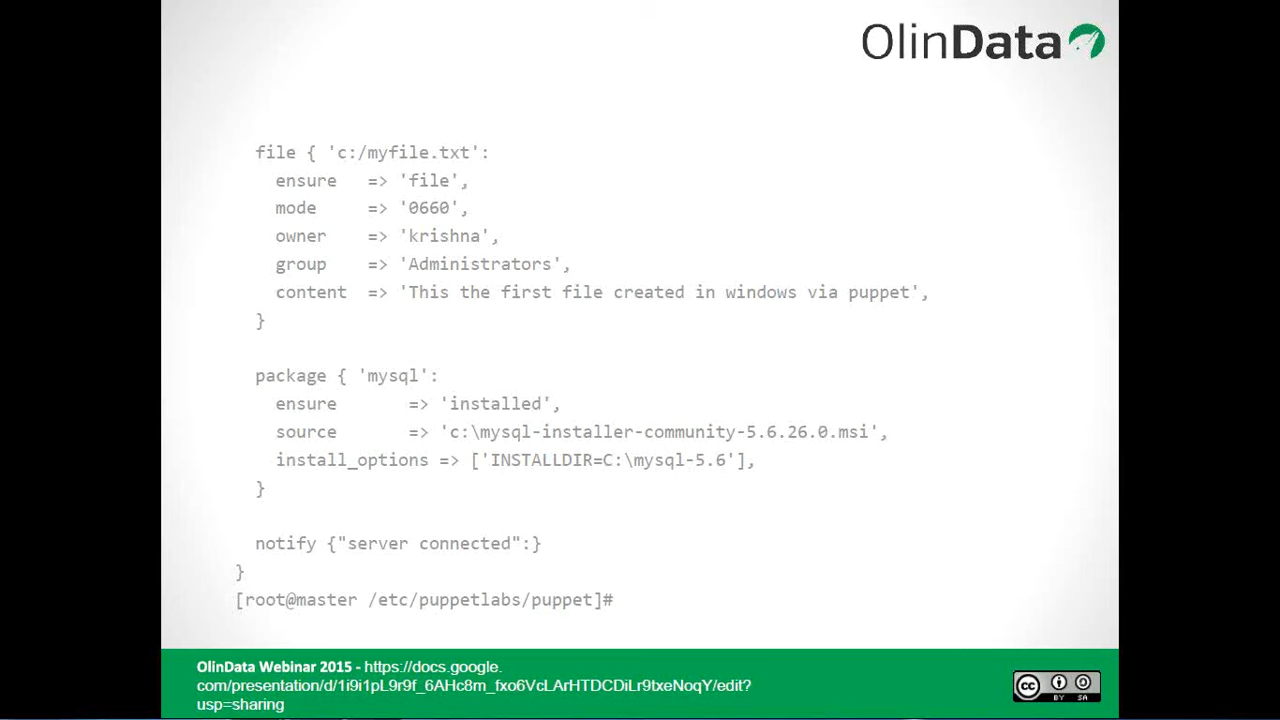 OlinData
file { 'c:/myfile.txt':
ensure => 'file',
mode => '0660',
owner => 'krishna',
group => 'Administrators',
content => 'This the first file created in windows via puppet',
}
package { 'mysql':
ensure => 'installed',
source => 'c:\mysql-installer-community-5.6.26.0.msi',
install_options => ['INSTALLDIR=C:\mysql-5.6'],
}
notify {"server connected":}
}
[root@master /etc/puppetlabs/puppet]#
OlinData Webinar 2015 - https://docs.google.
com/presentation/d/1i9i1pL9r9f_6AHc8m_fxo6VcLArHTDCDiLr9txeNoqY/edit?
usp=sharing
cc
BY SA